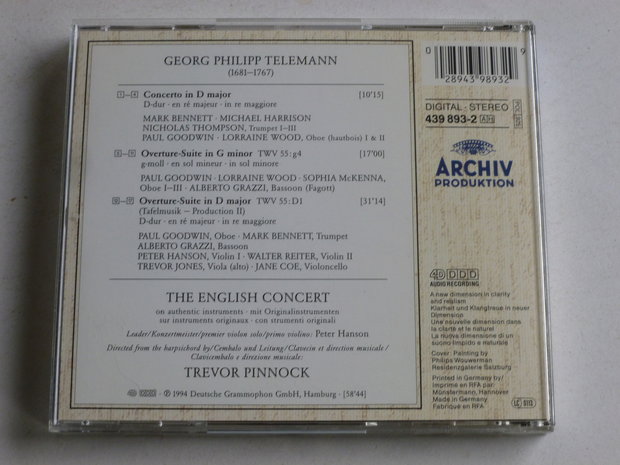 GEORG PHILIPP TELEMANN
(1681–1767)
1–4 Concerto in D major [10'15]
D-dur · en ré majeur · in re maggiore
MARK BENNETT · MICHAEL HARRISON
NICHOLAS THOMPSON, Trumpet I–III
PAUL GOODWIN · LORRAINE WOOD, Oboe (hautbois) I & II
Overture-Suite in G minor TWV 55:g4 [17'00]
g-moll · en sol mineur · in sol minore
PAUL GOODWIN · LORRAINE WOOD · SOPHIA McKENNA,
Oboe I–III · ALBERTO GRAZZI, Bassoon (Fagott)
Overture-Suite in D major TWV 55:D1 [31'14]
(Tafelmusik – Production II)
D-dur · en ré majeur · in re maggiore
PAUL GOODWIN, Oboe · MARK BENNETT, Trumpet
ALBERTO GRAZZI, Bassoon
PETER HANSON, Violin I · WALTER REITER, Violin II
TREVOR JONES, Viola (alto) · JANE COE, Violoncello
THE ENGLISH CONCERT
on authentic instruments · mit Originalinstrumenten
sur instruments originaux · con strumenti originali
Leader/Konzertmeister/premier violon solo/primo violino: Peter Hanson
Directed from the harpsichord by/Cembalo und Leitung/Clavecin et direction musicale/
Clavicembalo e direzione musicale:
TREVOR PINNOCK
4D DDD · ℗ 1994 Deutsche Grammophon GmbH, Hamburg · [58'44]
0 28943 98932 9
DIGITAL · STEREO
439 893-2 AH
ARCHIV
PRODUKTION
4D DDD
AUDIO RECORDING
A new dimension in clarity
and realism
Klarheit und Klangtreue in neuer
Dimension
Une nouvelle dimension dans
la clarté et le naturel
La nuova dimensione di un
suono limpido e naturale
Cover: Painting by
Philips Wouwerman
Residenzgalerie Salzburg
Printed in Germany by/
Imprimé en RFA par:
Münstermann, Hannover
Made in Germany
Fabriqué en RFA